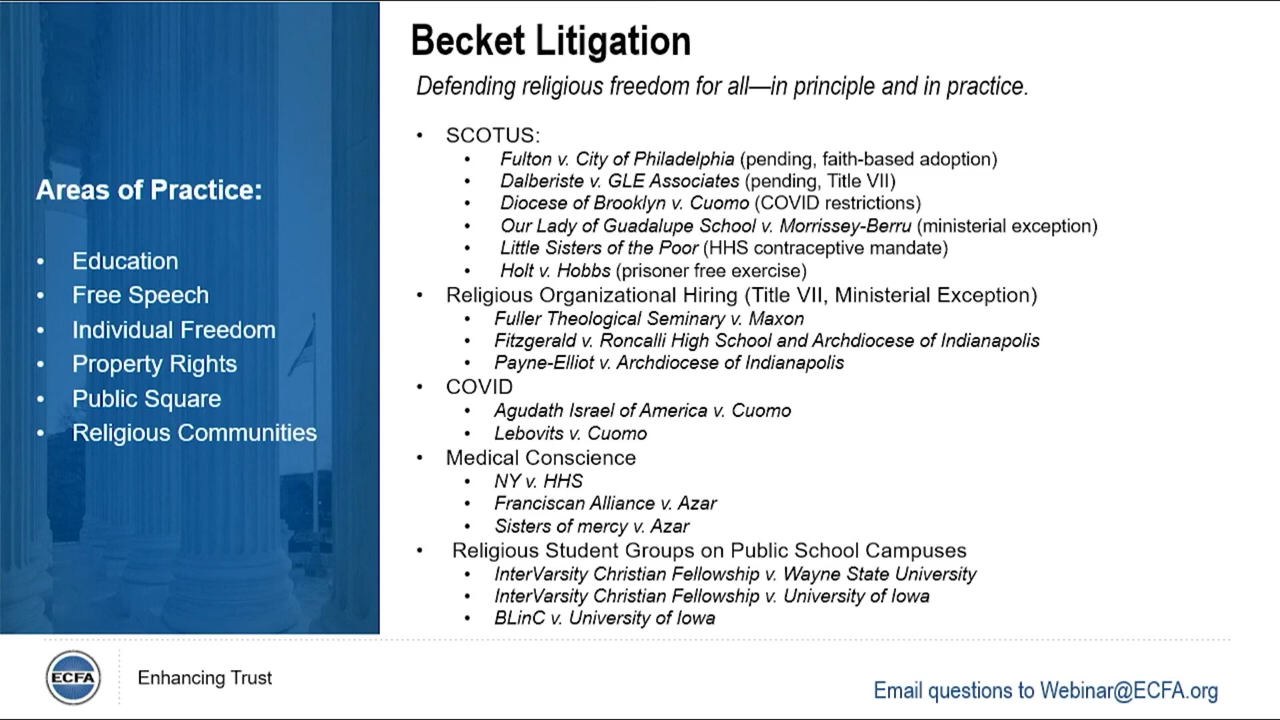 Becket Litigation
Defending religious freedom for all—in principle and in practice.
Areas of Practice:
• Education
• Free Speech
• Individual Freedom
• Property Rights
• Public Square
• Religious Communities
• SCOTUS:
• Fulton v. City of Philadelphia (pending, faith-based adoption)
• Dalberiste v. GLE Associates (pending, Title VII)
• Diocese of Brooklyn v. Cuomo (COVID restrictions)
• Our Lady of Guadalupe School v. Morrissey-Berru (ministerial exception)
• Little Sisters of the Poor (HHS contraceptive mandate)
• Holt v. Hobbs (prisoner free exercise)
• Religious Organizational Hiring (Title VII, Ministerial Exception)
• Fuller Theological Seminary v. Maxon
• Fitzgerald v. Roncalli High School and Archdiocese of Indianapolis
• Payne-Elliot v. Archdiocese of Indianapolis
• COVID
• Agudath Israel of America v. Cuomo
• Lebovits v. Cuomo
• Medical Conscience
• NY v. HHS
• Franciscan Alliance v. Azar
• Sisters of mercy v. Azar
• Religious Student Groups on Public School Campuses
• InterVarsity Christian Fellowship v. Wayne State University
• InterVarsity Christian Fellowship v. University of Iowa
• BLinC v. University of Iowa
ECFA
Enhancing Trust
Email questions to Webinar@ECFA.org